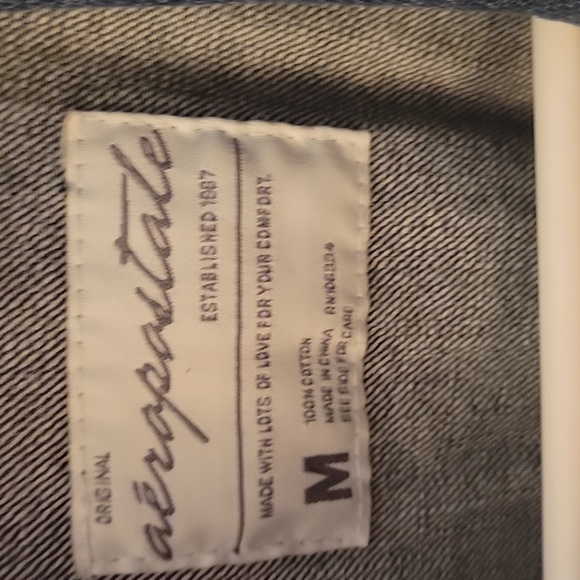 ORIGINAL
aéropostale
ESTABLISHED 1987
MADE WITH LOTS OF LOVE FOR YOUR COMFORT.
M
100% COTTON
MADE IN CHINA
SEE SIDE FOR CARE